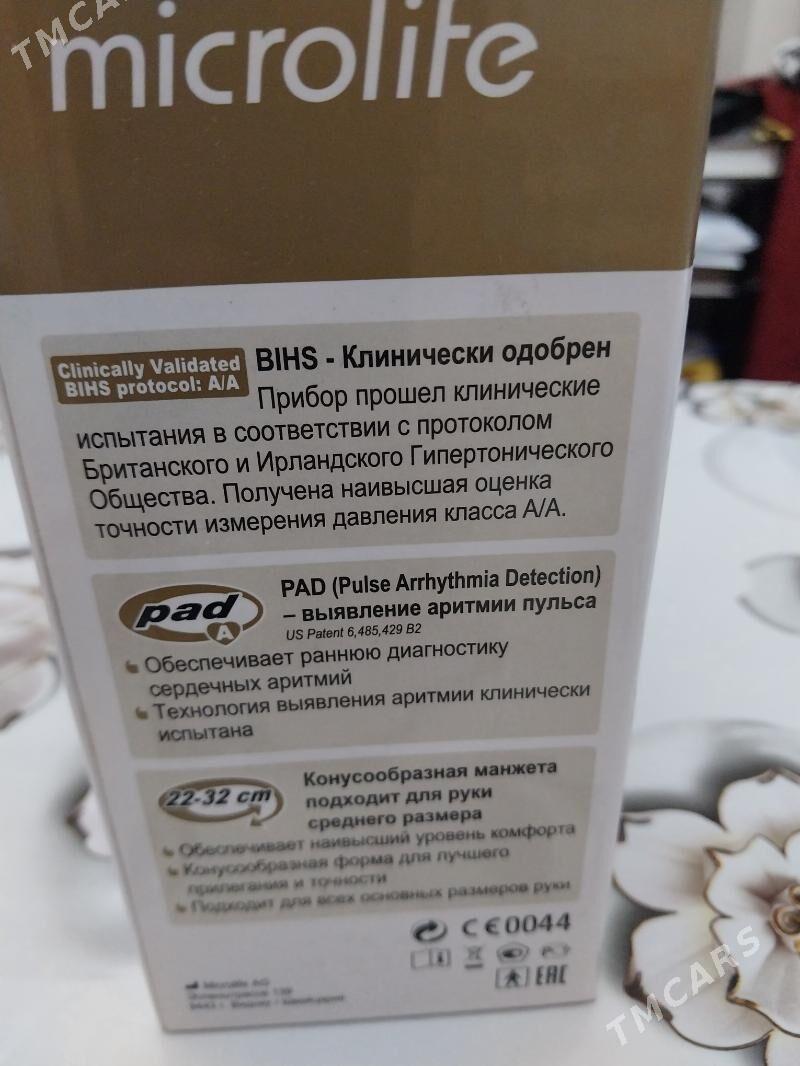 TMCARS
microlife
Clinically Validated
BIHS protocol: A/A
BIHS - Клинически одобрен
Прибор прошел клинические
испытания в соответствии с протоколом
Британского и Ирландского Гипертонического
Общества. Получена наивысшая оценка
точности измерения давления класса А/А.
pad
A
PAD (Pulse Arrhythmia Detection)
– выявление аритмии пульса
US Patent 6,485,429 B2
Обеспечивает раннюю диагностику
сердечных аритмий
Технология выявления аритмии клинически
испытана
22-32 cm
Конусообразная манжета
подходит для руки
среднего размера
Обеспечивает наивысший уровень комфорта
Конусообразная форма для лучшего
прилегания и точности
Подходит для всех основных размеров руки
CE0044
EAC
Microlife AG
TMCARS